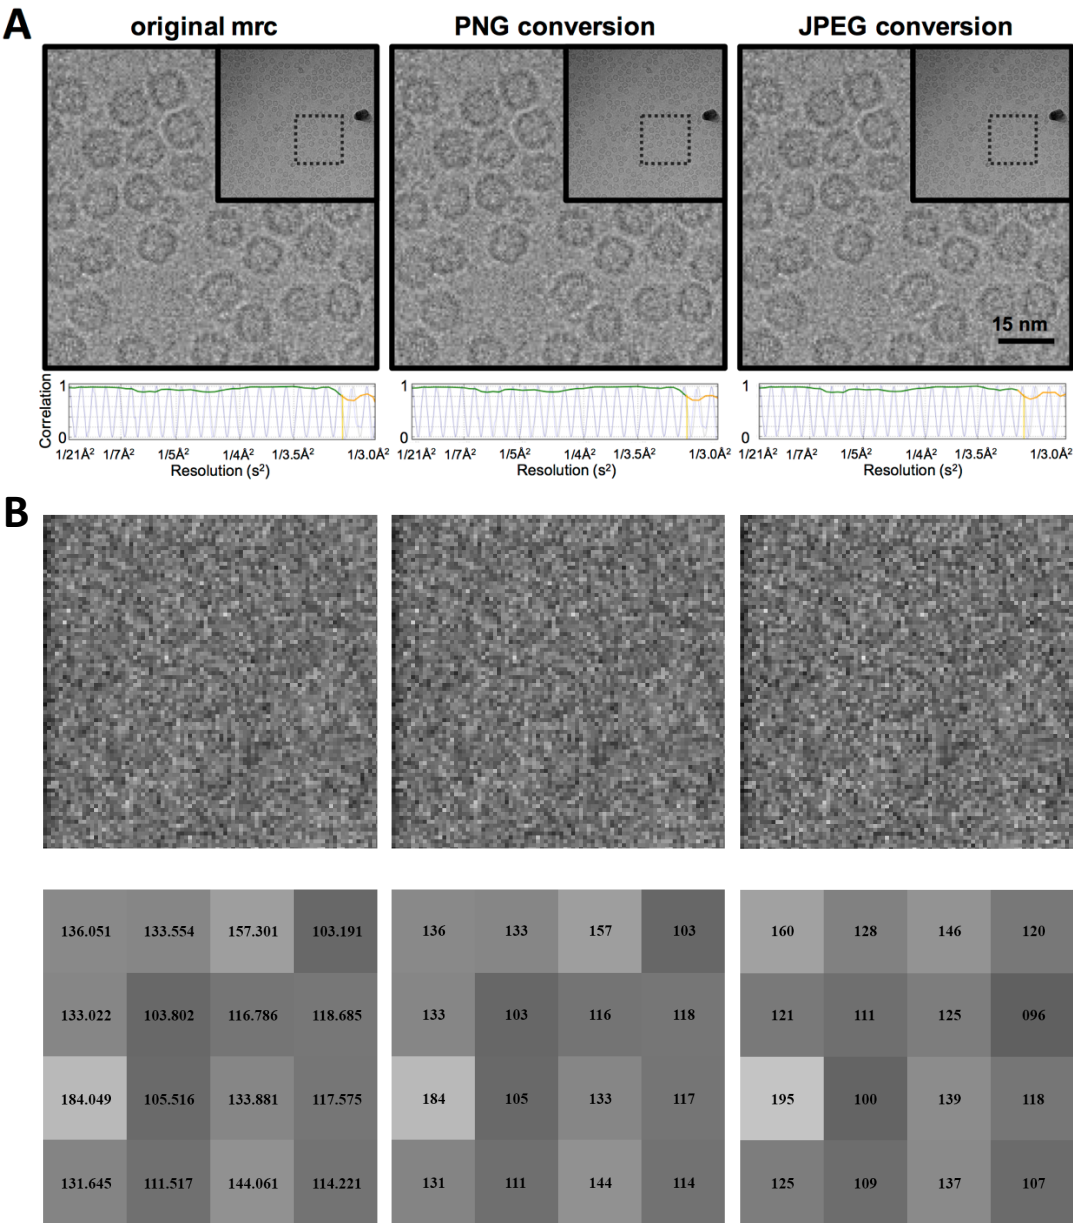 A
original mrc PNG conversion JPEG conversion
15 nm
Correlation
1 1 1
0 0 0
1/21Å² 1/7Å² 1/5Å² 1/4Å² 1/3.5Å² 1/3.0Å² 1/21Å² 1/7Å² 1/5Å² 1/4Å² 1/3.5Å² 1/3.0Å² 1/21Å² 1/7Å² 1/5Å² 1/4Å² 1/3.5Å² 1/3.0Å²
Resolution (s²) Resolution (s²) Resolution (s²)
B
136.051 133.554 157.301 103.191 136 133 157 103 160 128 146 120
133.022 103.802 116.786 118.685 133 103 116 118 121 111 125 096
184.049 105.516 133.881 117.575 184 105 133 117 195 100 139 118
131.645 111.517 144.061 114.221 131 111 144 114 125 109 137 107